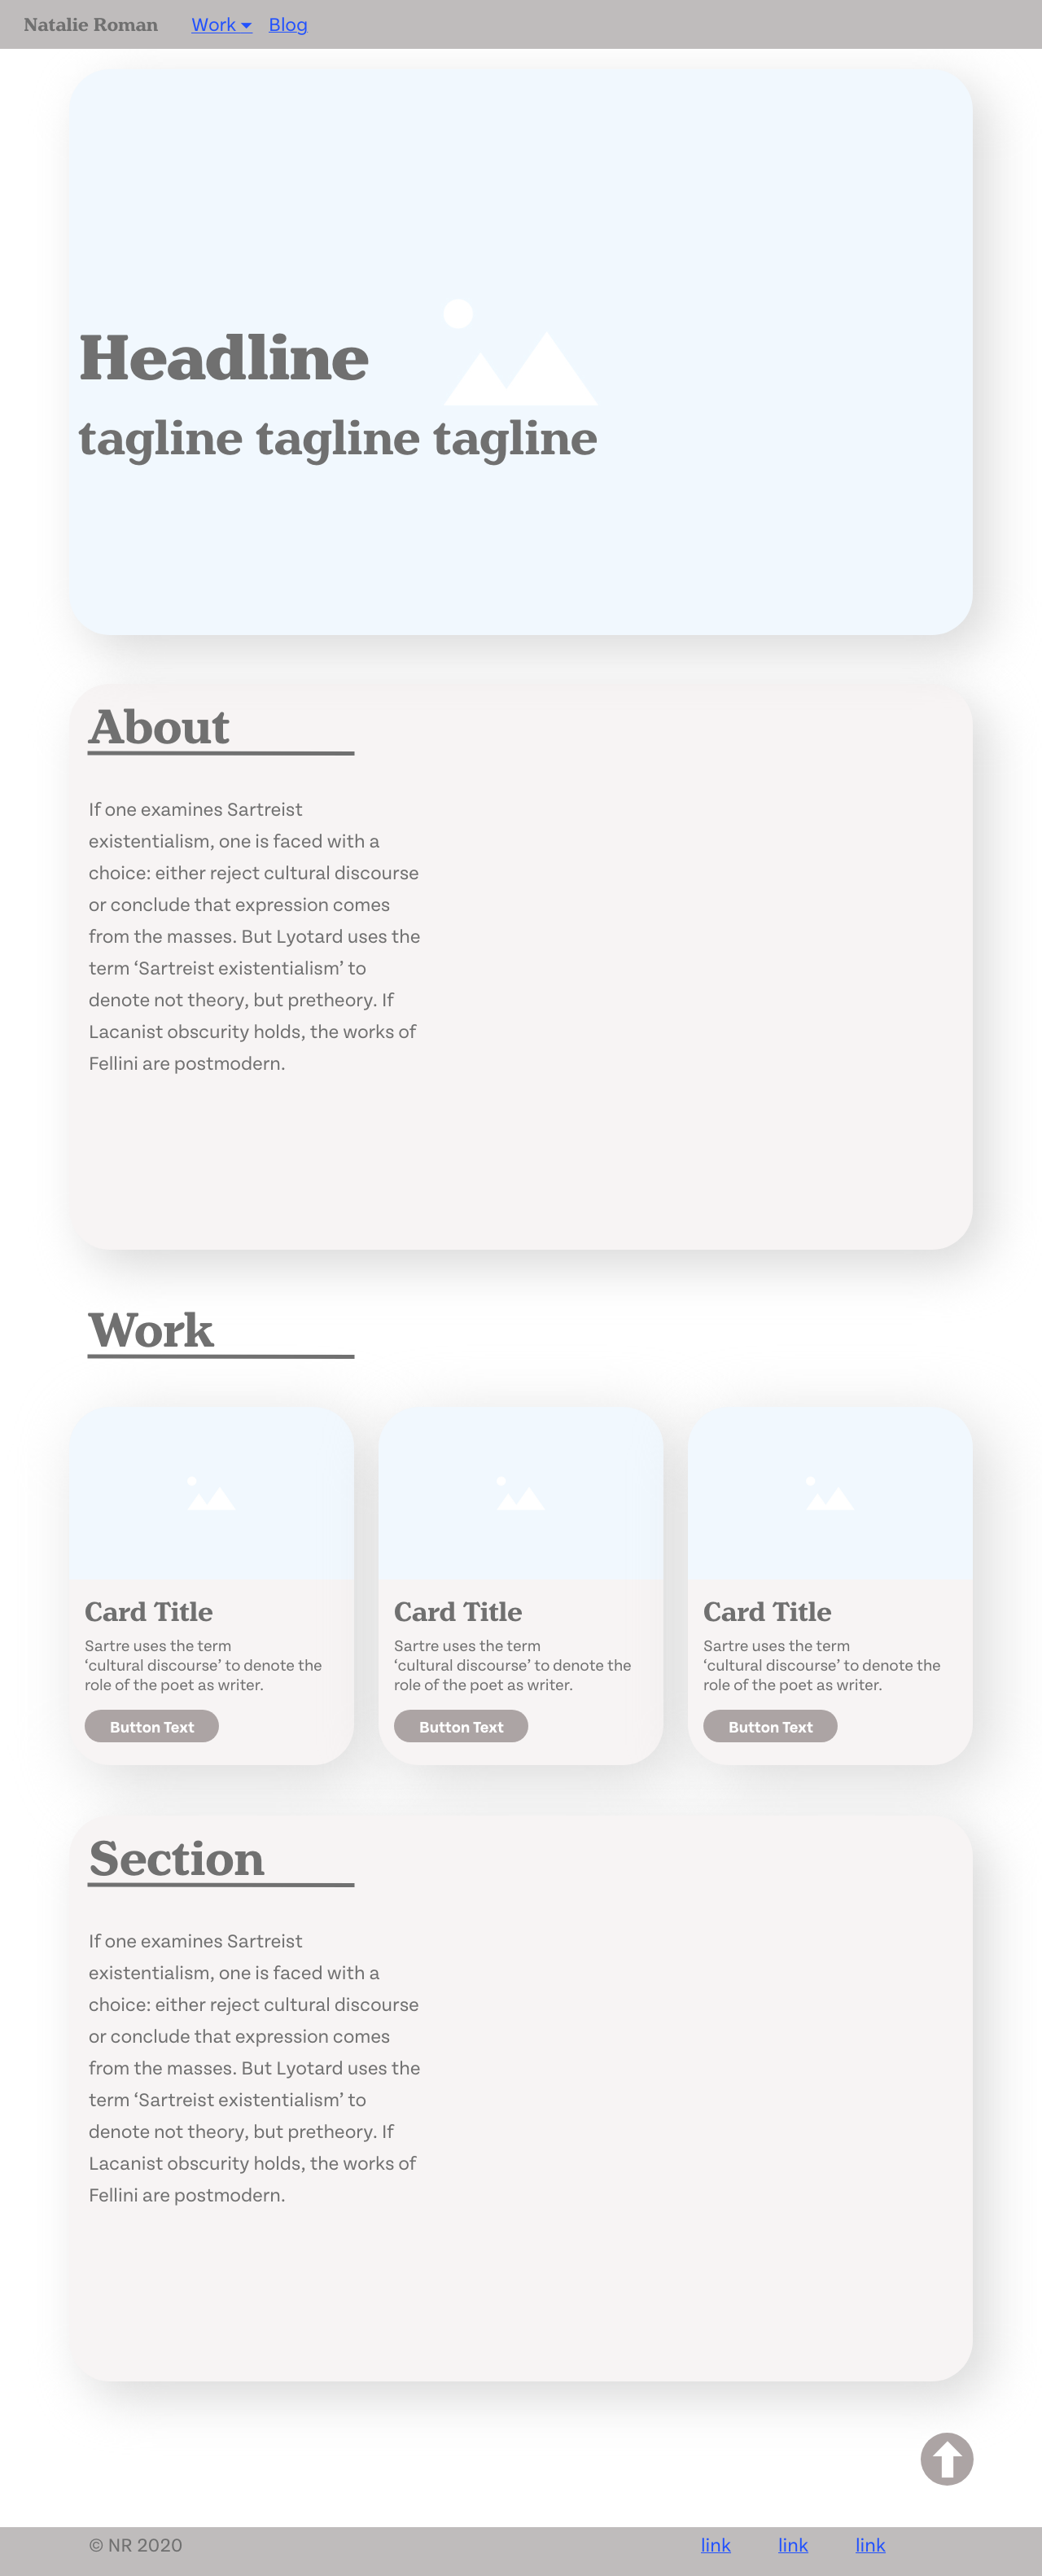 Natalie Roman Work Blog
Headline
tagline tagline tagline
About
If one examines Sartreist
existentialism, one is faced with a
choice: either reject cultural discourse
or conclude that expression comes
from the masses. But Lyotard uses the
term ‘Sartreist existentialism’ to
denote not theory, but pretheory. If
Lacanist obscurity holds, the works of
Fellini are postmodern.
Work
Card Title
Sartre uses the term
‘cultural discourse’ to denote the
role of the poet as writer.
Button Text
Card Title
Sartre uses the term
‘cultural discourse’ to denote the
role of the poet as writer.
Button Text
Card Title
Sartre uses the term
‘cultural discourse’ to denote the
role of the poet as writer.
Button Text
Section
If one examines Sartreist
existentialism, one is faced with a
choice: either reject cultural discourse
or conclude that expression comes
from the masses. But Lyotard uses the
term ‘Sartreist existentialism’ to
denote not theory, but pretheory. If
Lacanist obscurity holds, the works of
Fellini are postmodern.
© NR 2020 link link link